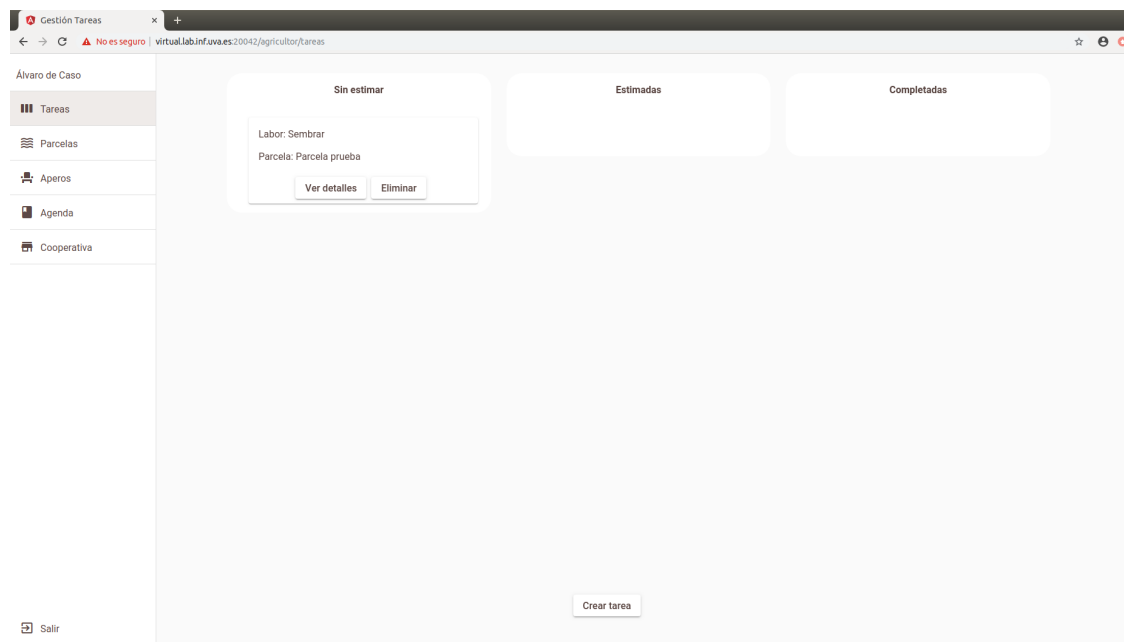 Gestión Tareas
No es seguro | virtual.lab.inf.uva.es:20042/agricultor/tareas
Álvaro de Caso
Tareas
Parcelas
Aperos
Agenda
Cooperativa
Salir
Sin estimar
Labor: Sembrar
Parcela: Parcela prueba
Ver detalles Eliminar
Estimadas
Completadas
Crear tarea